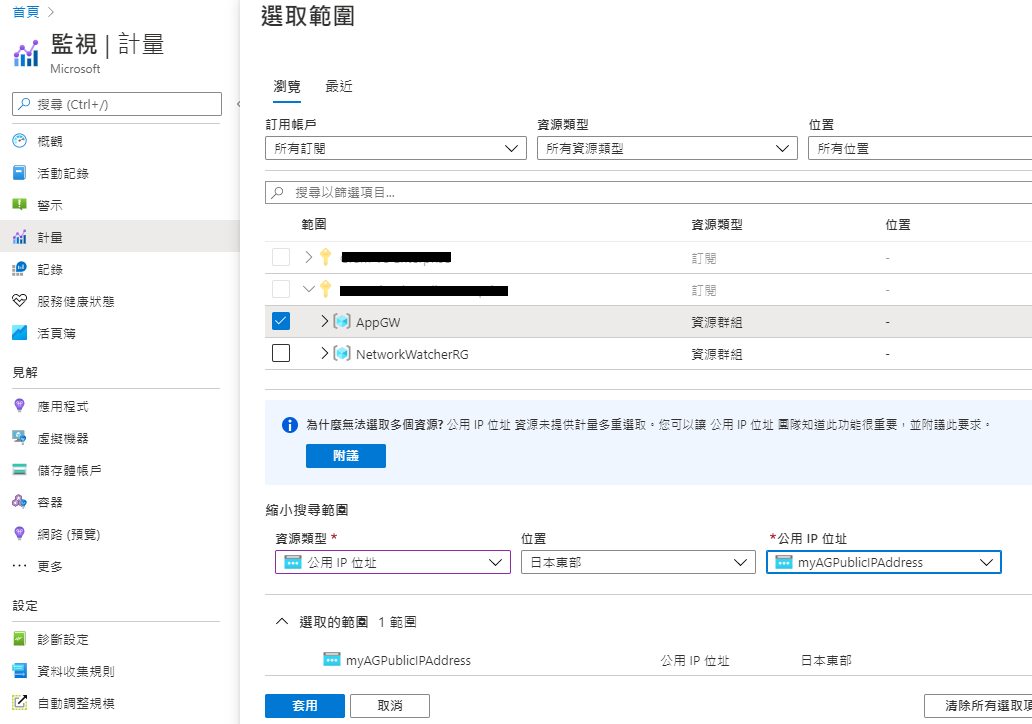 首頁
監視 | 計量
Microsoft
搜尋 (Ctrl+/)
概觀
活動記錄
警示
計量
記錄
服務健康狀態
活頁簿
見解
應用程式
虛擬機器
儲存體帳戶
容器
網路 (預覽)
更多
設定
診斷設定
資料收集規則
自動調整規模
選取範圍
瀏覽 最近
訂用帳戶 資源類型 位置
所有訂閱 所有資源類型 所有位置
搜尋以篩選項目...
範圍 資源類型 位置
訂閱 -
訂閱 -
AppGW 資源群組 -
NetworkWatcherRG 資源群組 -
為什麼無法選取多個資源? 公用 IP 位址 資源未提供計量多重選取。您可以讓 公用 IP 位址 團隊知道此功能很重要，並附議此要求。
附議
縮小搜尋範圍
資源類型 * 位置 *公用 IP 位址
公用 IP 位址 日本東部 myAGPublicIPAddress
選取的範圍 1 範圍
myAGPublicIPAddress 公用 IP 位址 日本東部
套用 取消 清除所有選取項